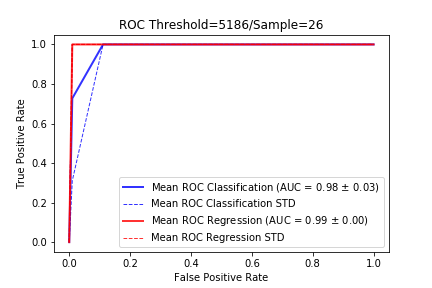 ROC Threshold=5186/Sample=26
True Positive Rate
1.0
0.8
0.6
0.4
0.2
0.0
Mean ROC Classification (AUC = 0.98 ± 0.03)
Mean ROC Classification STD
Mean ROC Regression (AUC = 0.99 ± 0.00)
Mean ROC Regression STD
0.0 0.2 0.4 0.6 0.8 1.0
False Positive Rate